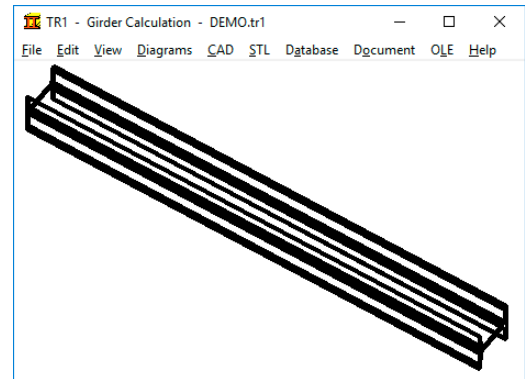 TR1 - Girder Calculation - DEMO.tr1
File Edit View Diagrams CAD STL Database Document OLE Help